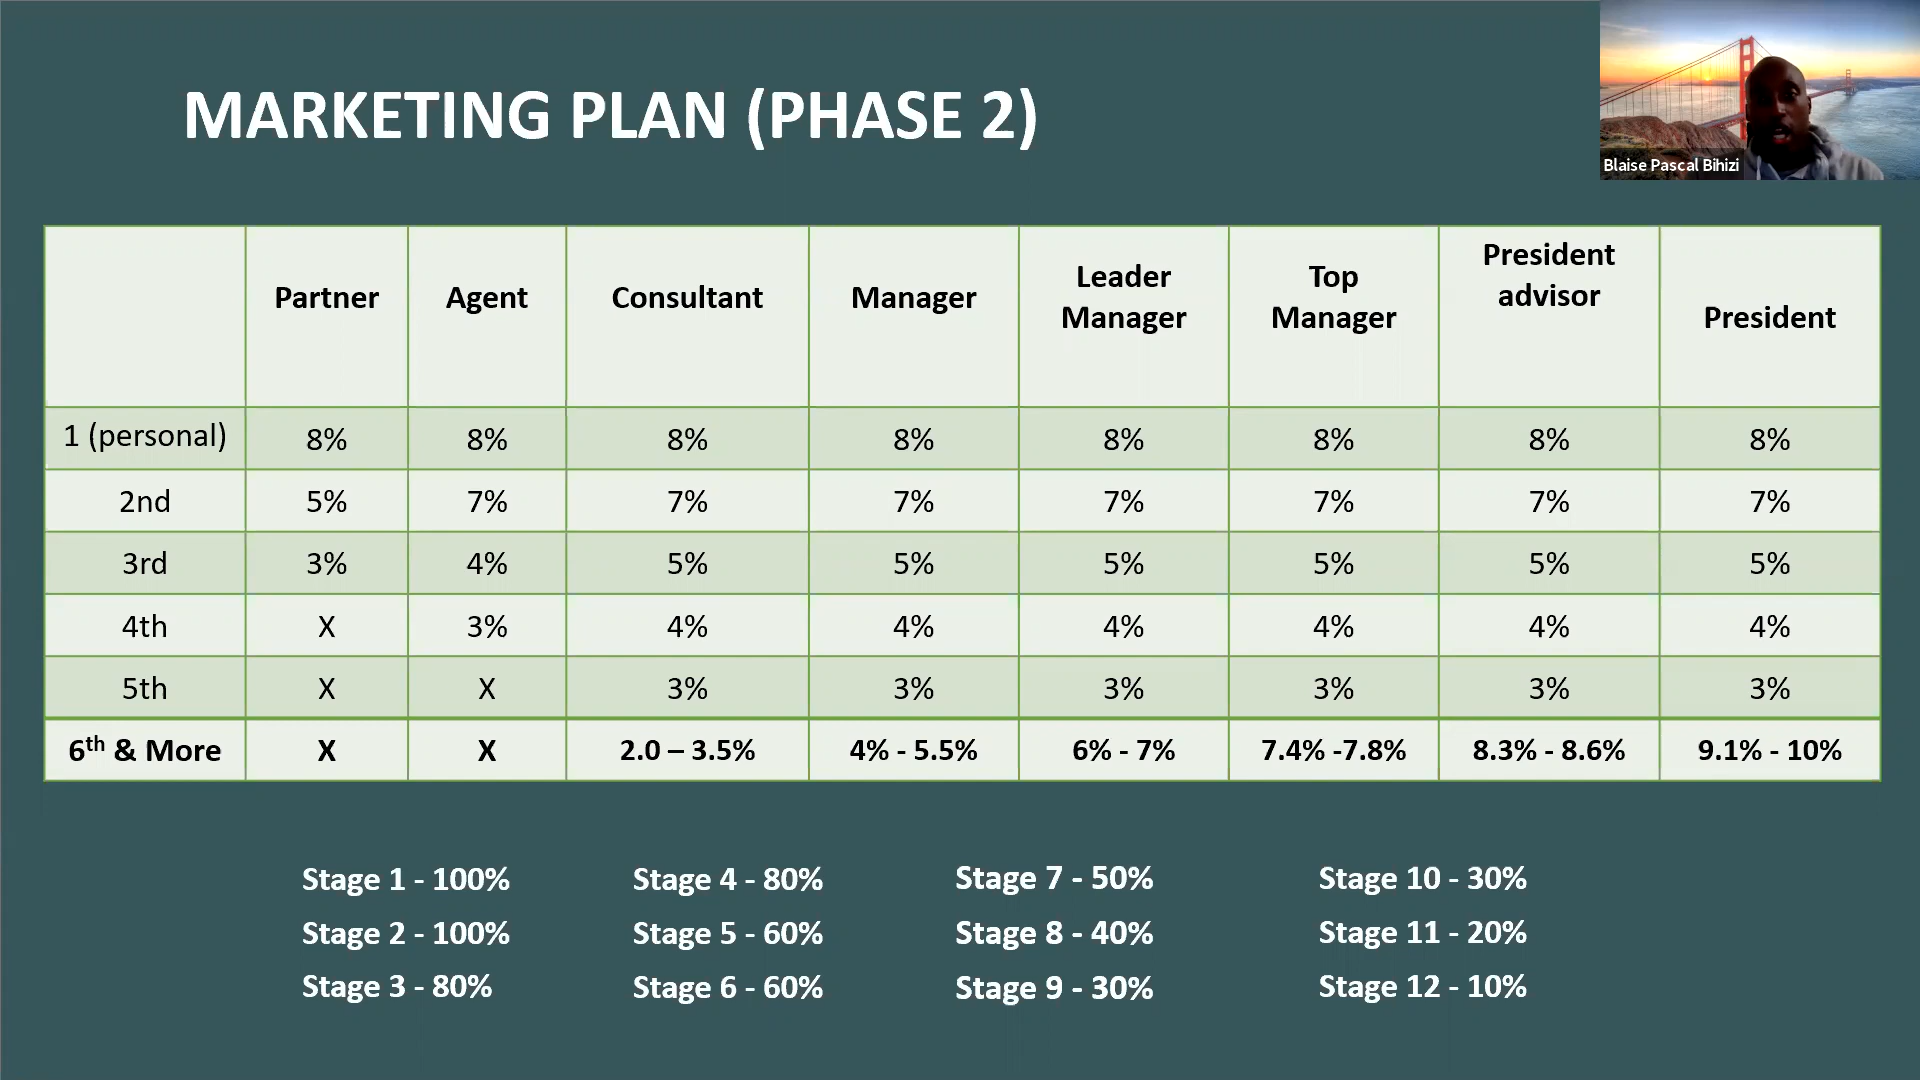 MARKETING PLAN (PHASE 2)
Blaise Pascal Bihizi
Partner Agent Consultant Manager Leader Manager Top Manager President advisor President
1 (personal) 8% 8% 8% 8% 8% 8% 8% 8%
2nd 5% 7% 7% 7% 7% 7% 7% 7%
3rd 3% 4% 5% 5% 5% 5% 5% 5%
4th X 3% 4% 4% 4% 4% 4% 4%
5th X X 3% 3% 3% 3% 3% 3%
6th & More X X 2.0 – 3.5% 4% - 5.5% 6% - 7% 7.4% -7.8% 8.3% - 8.6% 9.1% - 10%
Stage 1 - 100% Stage 4 - 80% Stage 7 - 50% Stage 10 - 30%
Stage 2 - 100% Stage 5 - 60% Stage 8 - 40% Stage 11 - 20%
Stage 3 - 80% Stage 6 - 60% Stage 9 - 30% Stage 12 - 10%